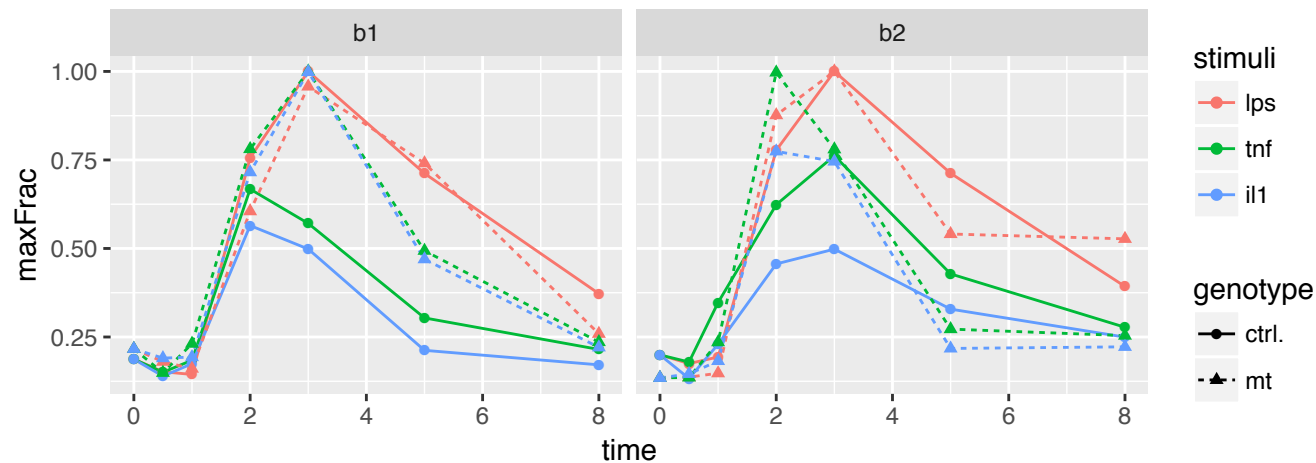 b1 b2
stimuli
lps
tnf
il1
genotype
ctrl.
mt
maxFrac
1.00
0.75
0.50
0.25
0 2 4 6 8 0 2 4 6 8
time